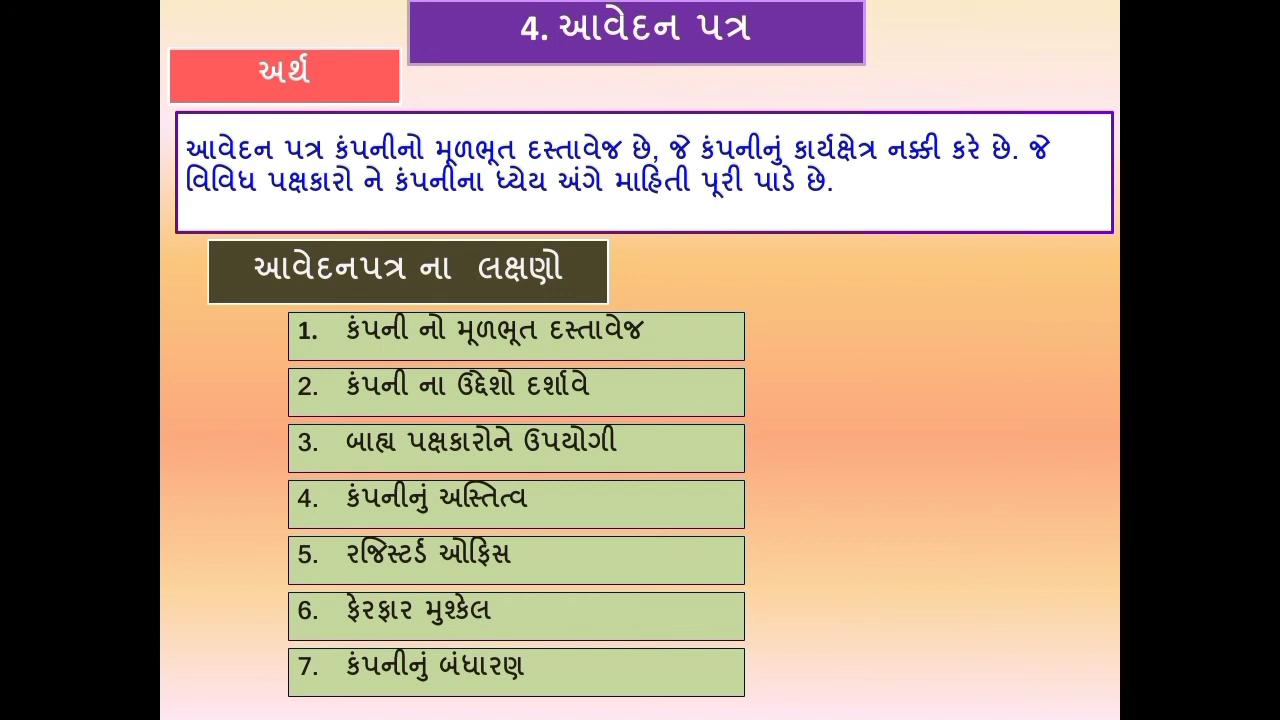 4. આવેદન પત્ર
અર્થ
આવેદન પત્ર કંપનીનો મૂળભૂત દસ્તાવેજ છે, જે કંપનીનું કાર્યક્ષેત્ર નક્કી કરે છે. જે
વિવિધ પક્ષકારો ને કંપનીના ધ્યેય અંગે માહિતી પૂરી પાડે છે.
આવેદનપત્ર ના લક્ષણો
1. કંપની નો મૂળભૂત દસ્તાવેજ
2. કંપની ના ઉદ્દેશો દર્શાવે
3. બાહ્ય પક્ષકારોને ઉપયોગી
4. કંપનીનું અસ્તિત્વ
5. રજિસ્ટર્ડ ઓફિસ
6. ફેરફાર મુશ્કેલ
7. કંપનીનું બંધારણ